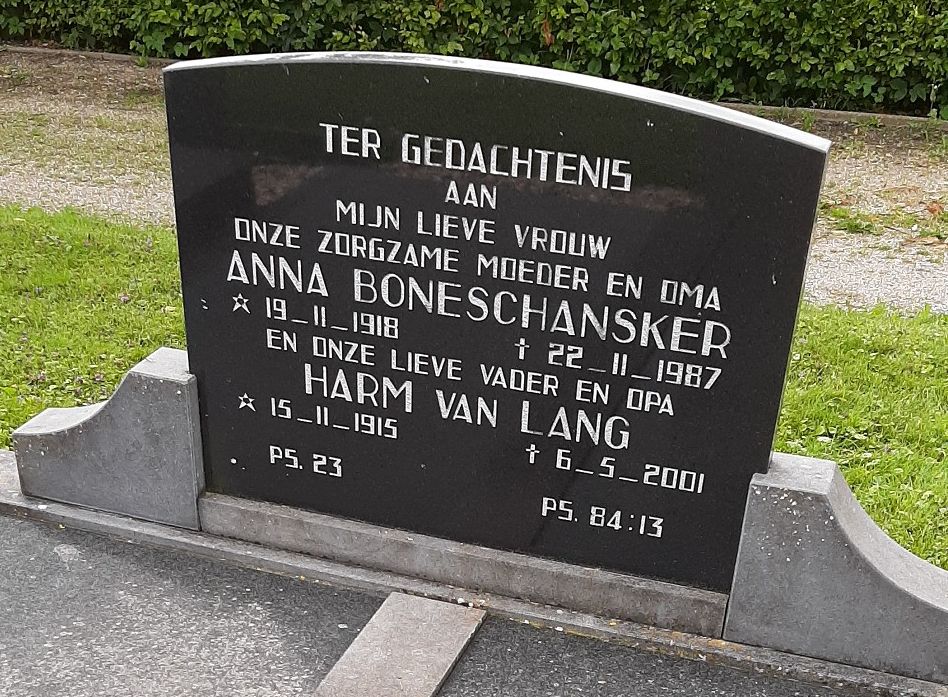 TER GEDACHTENIS
AAN
MIJN LIEVE VROUW
ONZE ZORGZAME MOEDER EN OMA
ANNA BONESCHANSKER
☆ 19_11_1918 † 22_11_1987
EN ONZE LIEVE VADER EN OPA
HARM VAN LANG
☆ 15_11_1915 † 6_5_2001
PS. 23 PS. 84:13